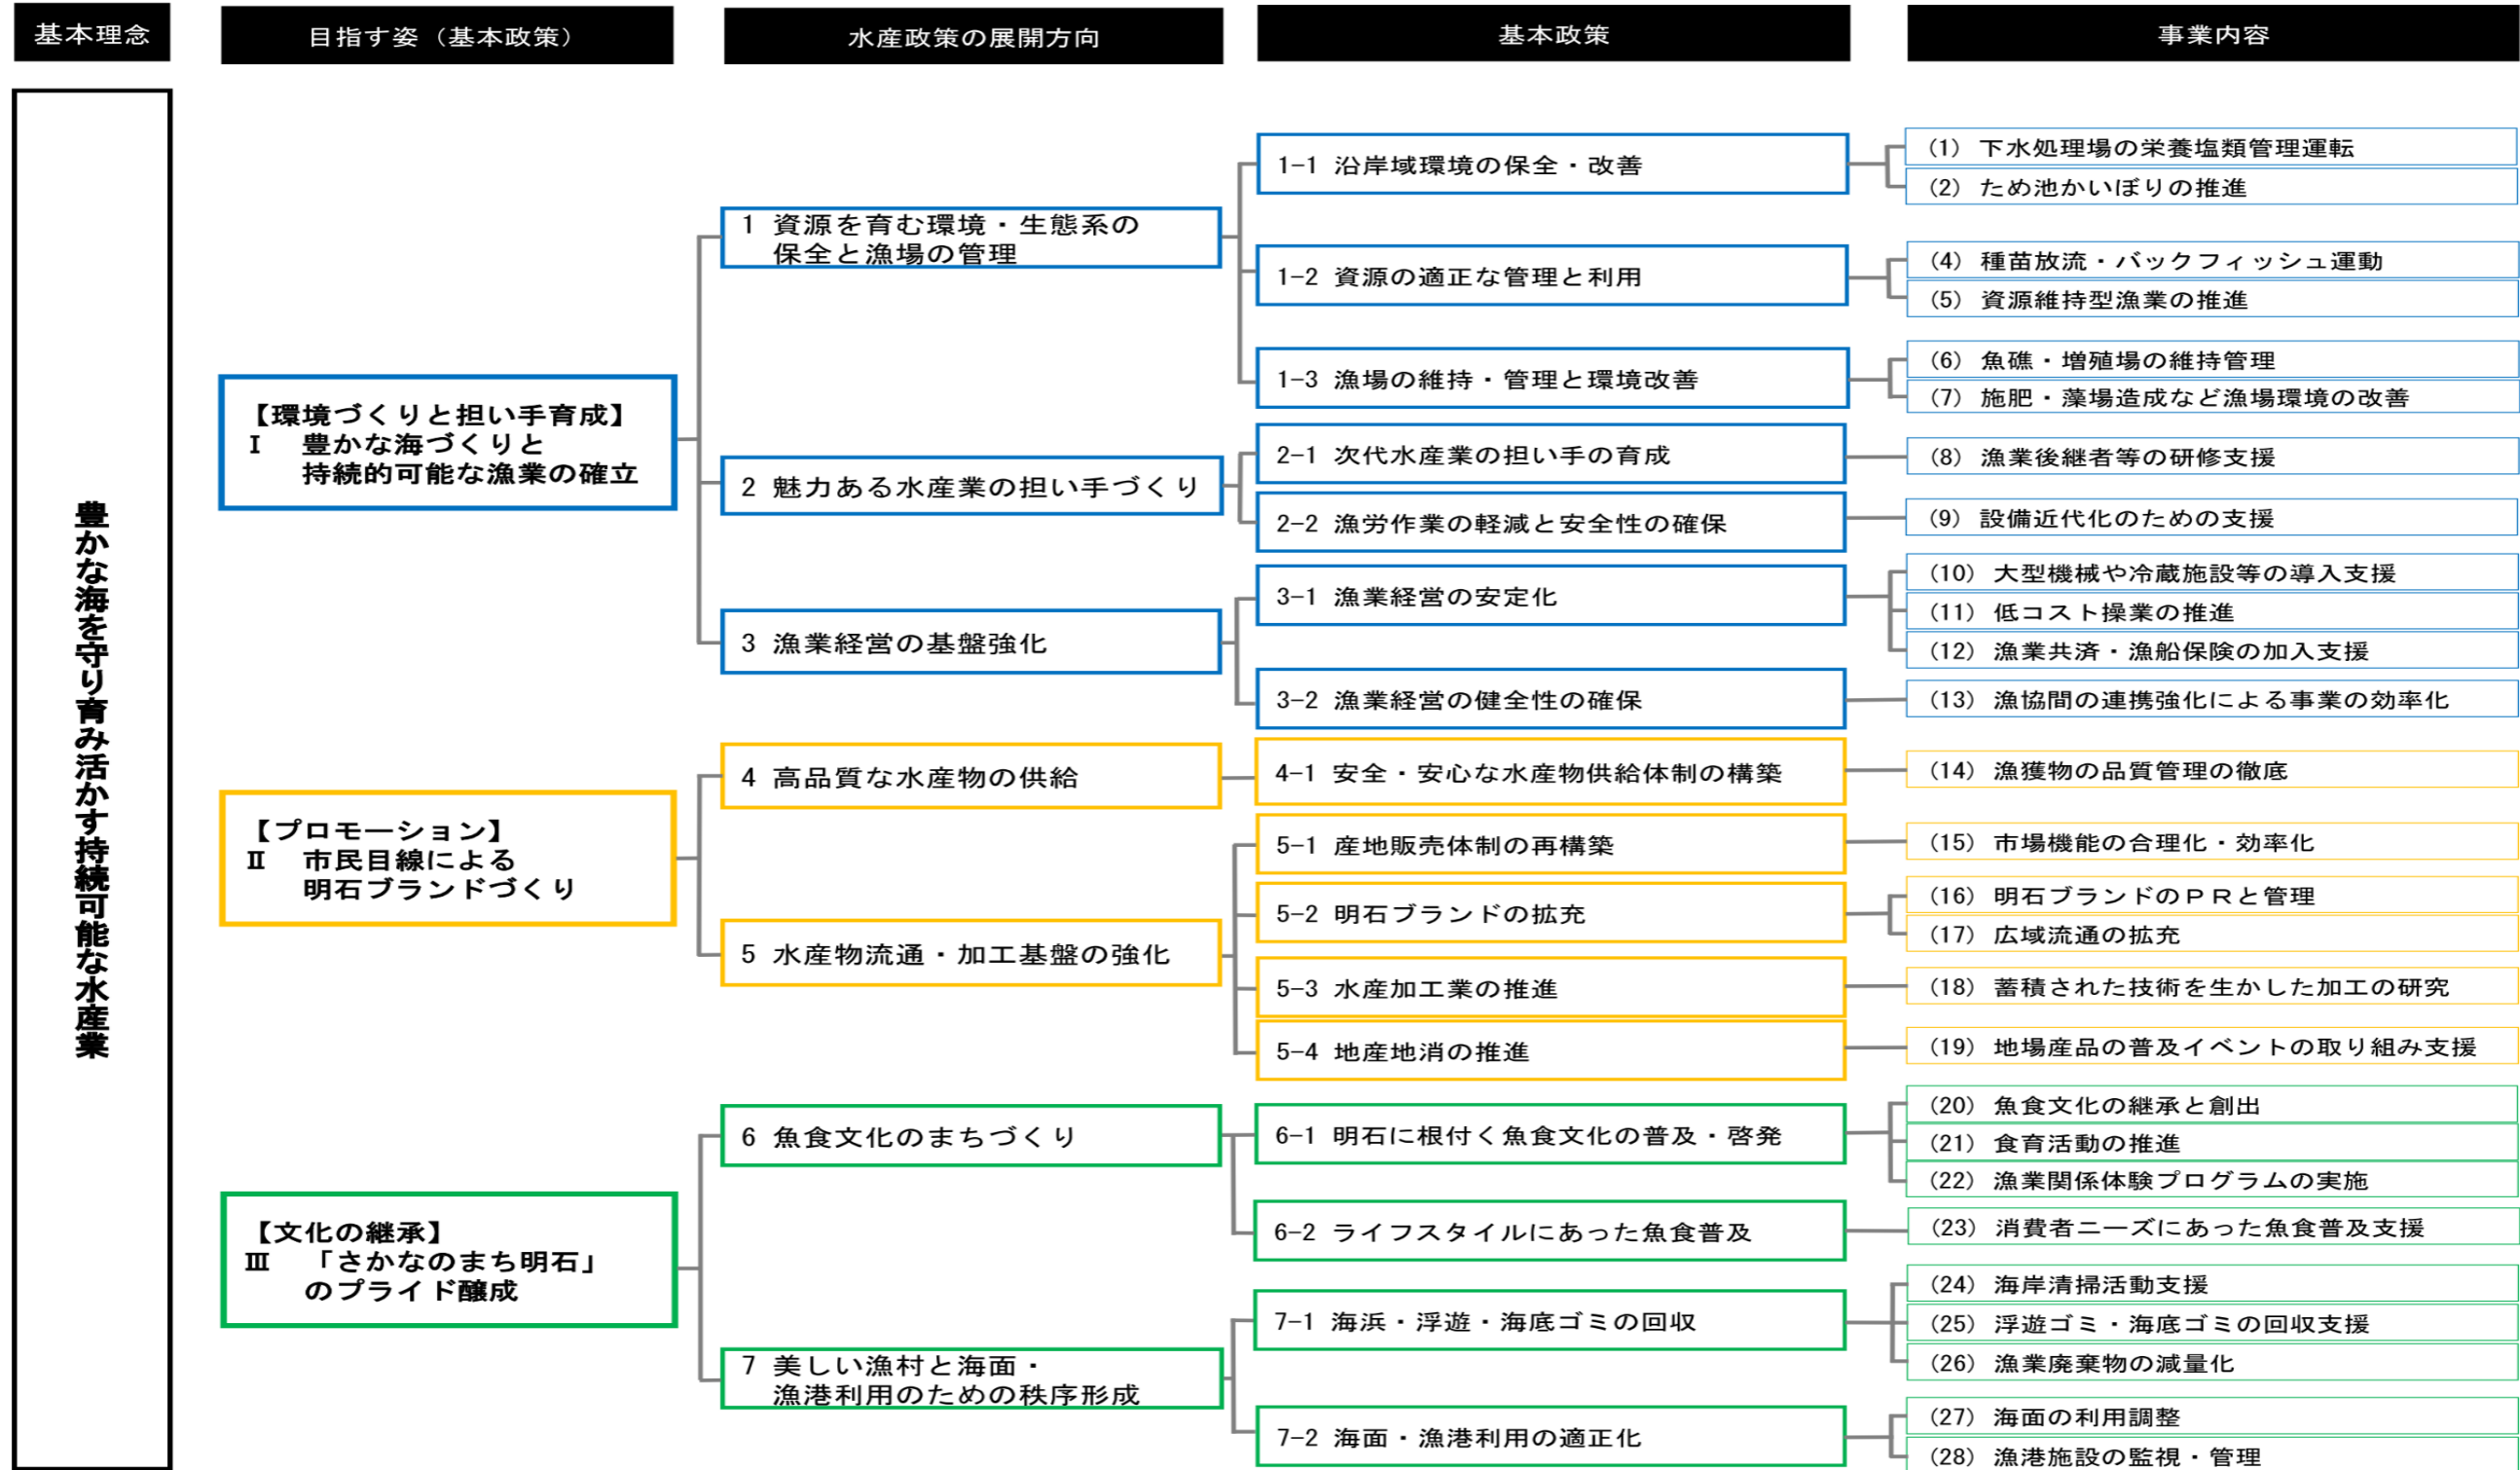 基本理念
目指す姿（基本政策）
水産政策の展開方向
基本政策
事業内容
豊かな海を守り育み活かす持続可能な水産業
【環境づくりと担い手育成】
Ⅰ 豊かな海づくりと
持続的可能な漁業の確立
1 資源を育む環境・生態系の
保全と漁場の管理
1-1 沿岸域環境の保全・改善
(1) 下水処理場の栄養塩類管理運転
(2) ため池かいぼりの推進
1-2 資源の適正な管理と利用
(4) 種苗放流・バックフィッシュ運動
(5) 資源維持型漁業の推進
1-3 漁場の維持・管理と環境改善
(6) 魚礁・増殖場の維持管理
(7) 施肥・藻場造成など漁場環境の改善
2 魅力ある水産業の担い手づくり
2-1 次代水産業の担い手の育成
(8) 漁業後継者等の研修支援
2-2 漁労作業の軽減と安全性の確保
(9) 設備近代化のための支援
3 漁業経営の基盤強化
3-1 漁業経営の安定化
(10) 大型機械や冷蔵施設等の導入支援
(11) 低コスト操業の推進
(12) 漁業共済・漁船保険の加入支援
3-2 漁業経営の健全性の確保
(13) 漁協間の連携強化による事業の効率化
【プロモーション】
Ⅱ 市民目線による
明石ブランドづくり
4 高品質な水産物の供給
4-1 安全・安心な水産物供給体制の構築
(14) 漁獲物の品質管理の徹底
5 水産物流通・加工基盤の強化
5-1 産地販売体制の再構築
(15) 市場機能の合理化・効率化
5-2 明石ブランドの拡充
(16) 明石ブランドのＰＲと管理
(17) 広域流通の拡充
5-3 水産加工業の推進
(18) 蓄積された技術を生かした加工の研究
5-4 地産地消の推進
(19) 地場産品の普及イベントの取り組み支援
【文化の継承】
Ⅲ 「さかなのまち明石」
のプライド醸成
6 魚食文化のまちづくり
6-1 明石に根付く魚食文化の普及・啓発
(20) 魚食文化の継承と創出
(21) 食育活動の推進
(22) 漁業関係体験プログラムの実施
6-2 ライフスタイルにあった魚食普及
(23) 消費者ニーズにあった魚食普及支援
7 美しい漁村と海面・
漁港利用のための秩序形成
7-1 海浜・浮遊・海底ゴミの回収
(24) 海岸清掃活動支援
(25) 浮遊ゴミ・海底ゴミの回収支援
(26) 漁業廃棄物の減量化
7-2 海面・漁港利用の適正化
(27) 海面の利用調整
(28) 漁港施設の監視・管理